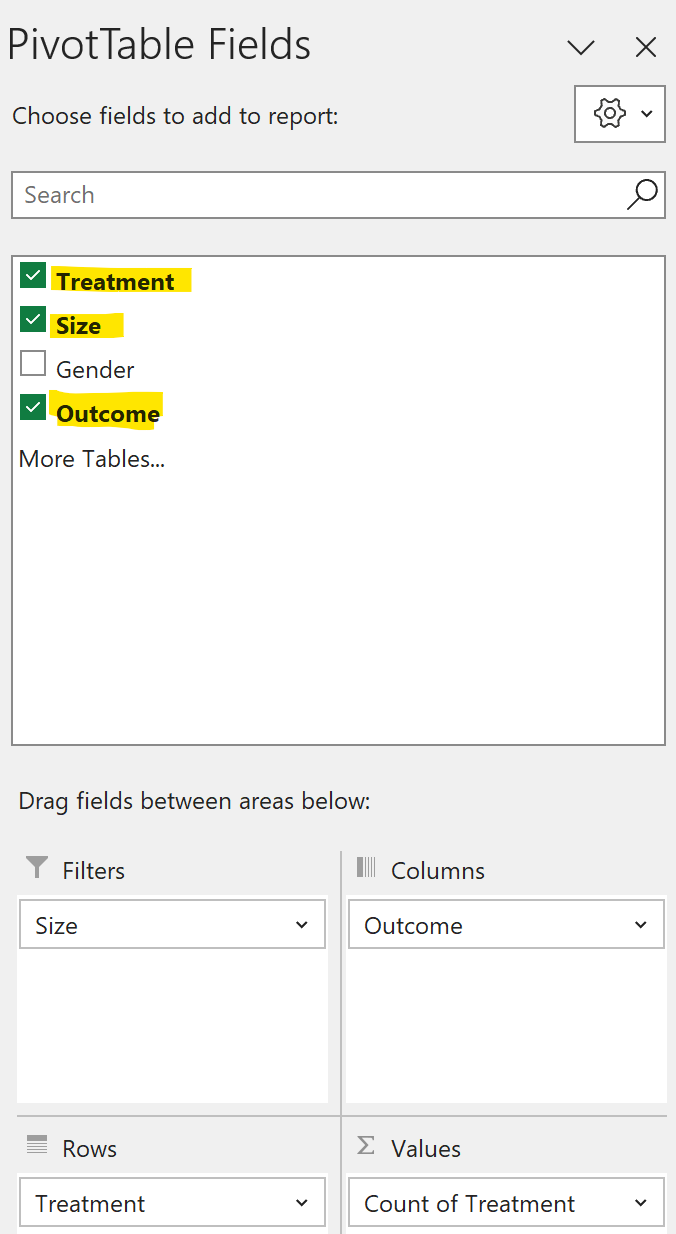 PivotTable Fields
Choose fields to add to report:
Search
Treatment
Size
Gender
Outcome
More Tables...
Drag fields between areas below:
Filters
Columns
Size
Outcome
Rows
Σ Values
Treatment
Count of Treatment